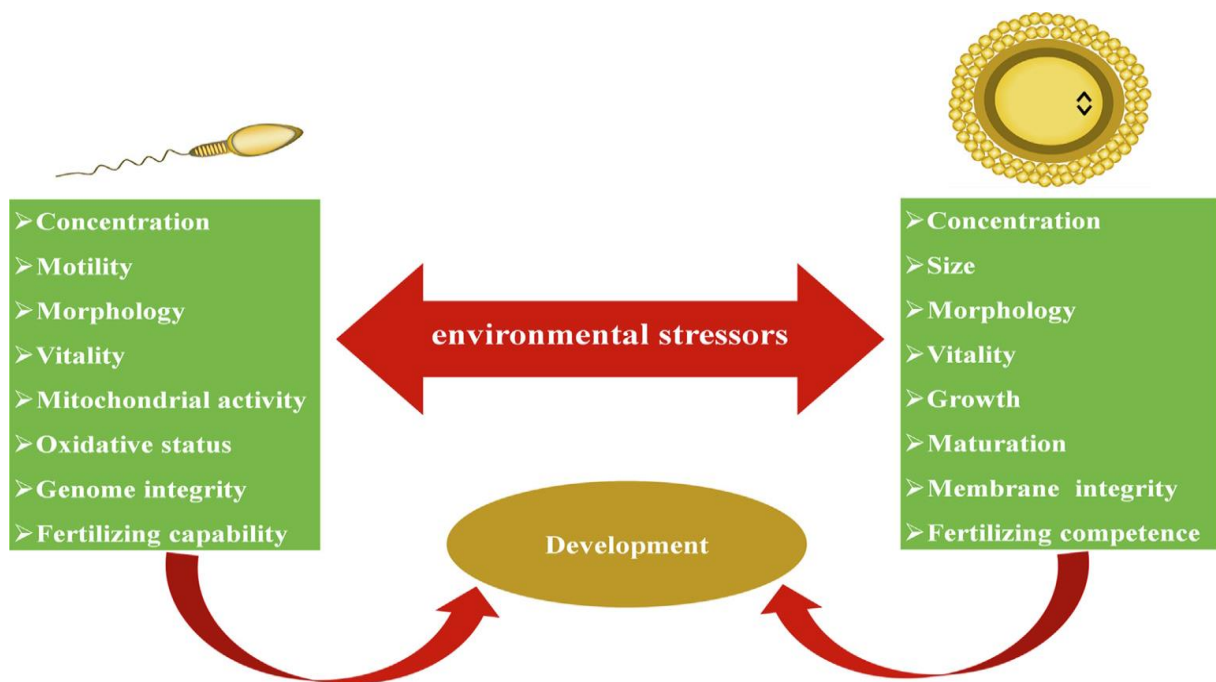 ➢Concentration
➢Motility
➢Morphology
➢Vitality
➢Mitochondrial activity
➢Oxidative status
➢Genome integrity
➢Fertilizing capability
environmental stressors
➢Concentration
➢Size
➢Morphology
➢Vitality
➢Growth
➢Maturation
➢Membrane integrity
➢Fertilizing competence
Development